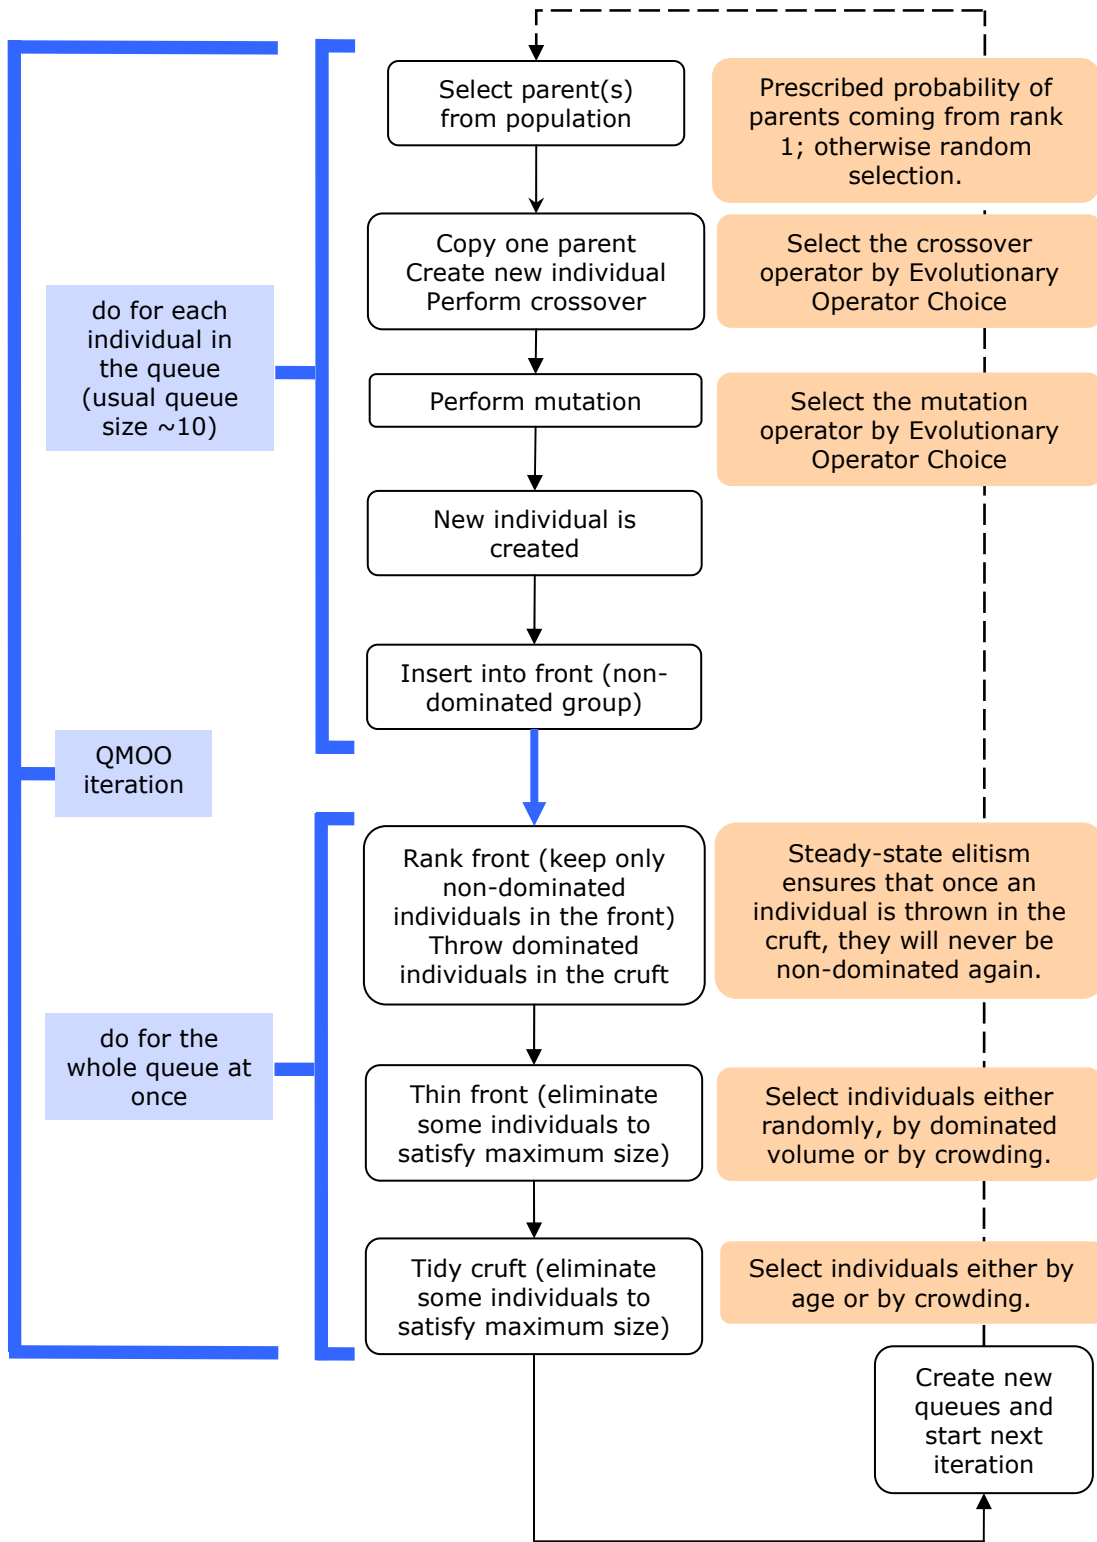 Select parent(s)
from population
Prescribed probability of
parents coming from rank
1; otherwise random
selection.
Copy one parent
Create new individual
Perform crossover
Select the crossover
operator by Evolutionary
Operator Choice
do for each
individual in
the queue
(usual queue
size ~10)
Perform mutation
Select the mutation
operator by Evolutionary
Operator Choice
New individual is
created
Insert into front (non-
dominated group)
QMOO
iteration
Rank front (keep only
non-dominated
individuals in the front)
Throw dominated
individuals in the cruft
Steady-state elitism
ensures that once an
individual is thrown in the
cruft, they will never be
non-dominated again.
do for the
whole queue at
once
Thin front (eliminate
some individuals to
satisfy maximum size)
Select individuals either
randomly, by dominated
volume or by crowding.
Tidy cruft (eliminate
some individuals to
satisfy maximum size)
Select individuals either by
age or by crowding.
Create new
queues and
start next
iteration